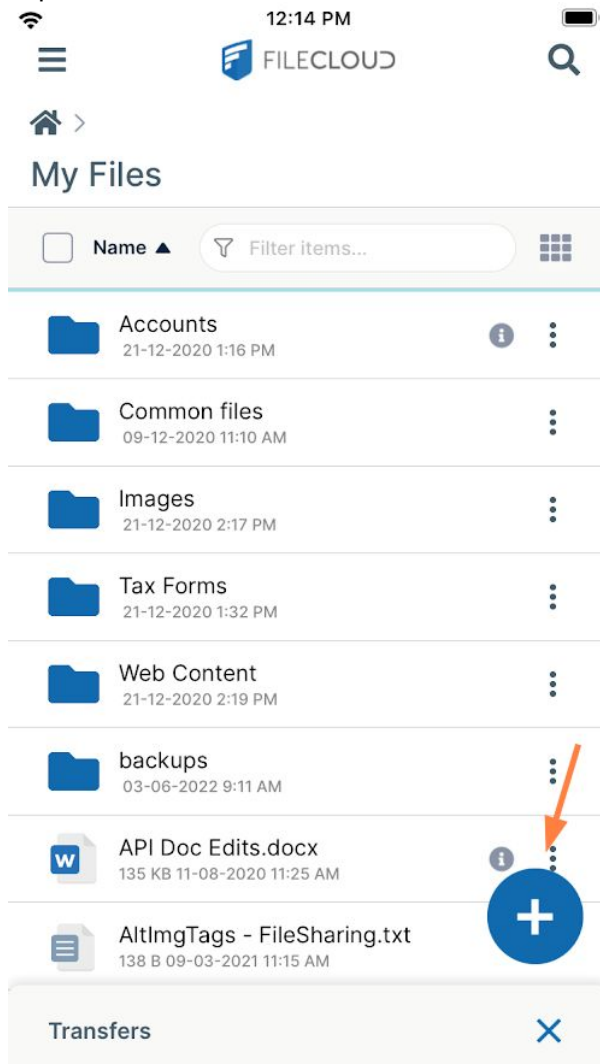 12:14 PM
FILECLOUD
My Files
Name ▲ Filter items...
Accounts
21-12-2020 1:16 PM
Common files
09-12-2020 11:10 AM
Images
21-12-2020 2:17 PM
Tax Forms
21-12-2020 1:32 PM
Web Content
21-12-2020 2:19 PM
backups
03-06-2022 9:11 AM
W
API Doc Edits.docx
135 KB 11-08-2020 11:25 AM
AltImgTags - FileSharing.txt
138 B 09-03-2021 11:15 AM
Transfers